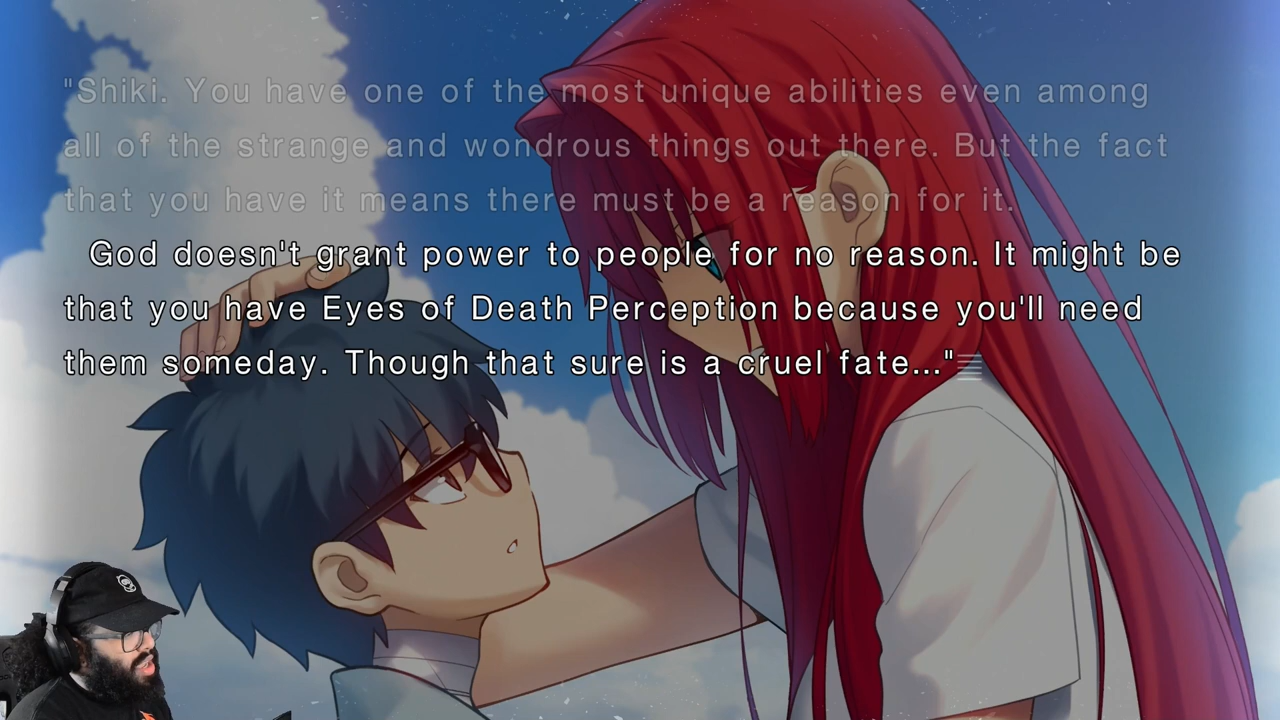 "Shiki. You have one of the most unique abilities even among
all of the strange and wondrous things out there. But the fact
that you have it means there must be a reason for it.
God doesn't grant power to people for no reason. It might be
that you have Eyes of Death Perception because you'll need
them someday. Though that sure is a cruel fate..."